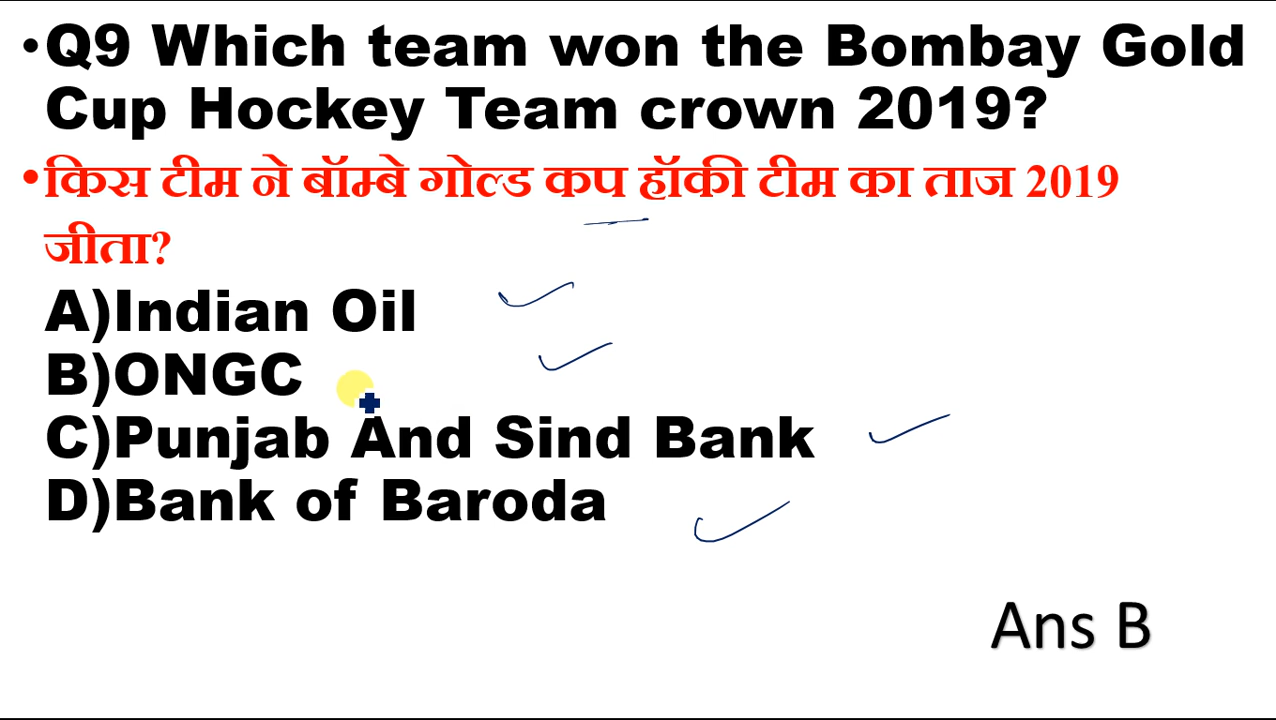 •Q9 Which team won the Bombay Gold
Cup Hockey Team crown 2019?
•किस टीम ने बॉम्बे गोल्ड कप हॉकी टीम का ताज 2019
जीता?
A)Indian Oil
B)ONGC
C)Punjab And Sind Bank
D)Bank of Baroda
Ans B